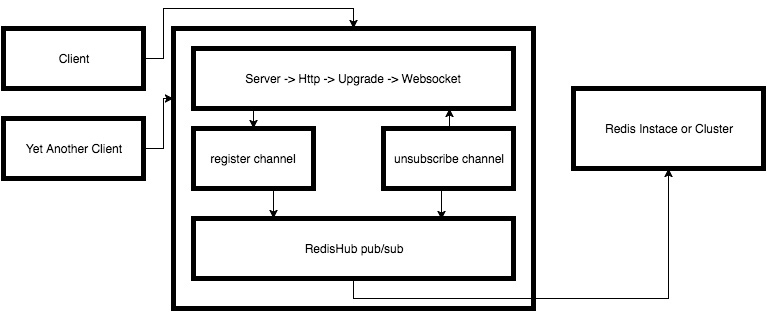 Client
Server -> Http -> Upgrade -> Websocket
Yet Another Client
Redis Instace or Cluster
register channel
unsubscribe channel
RedisHub pub/sub